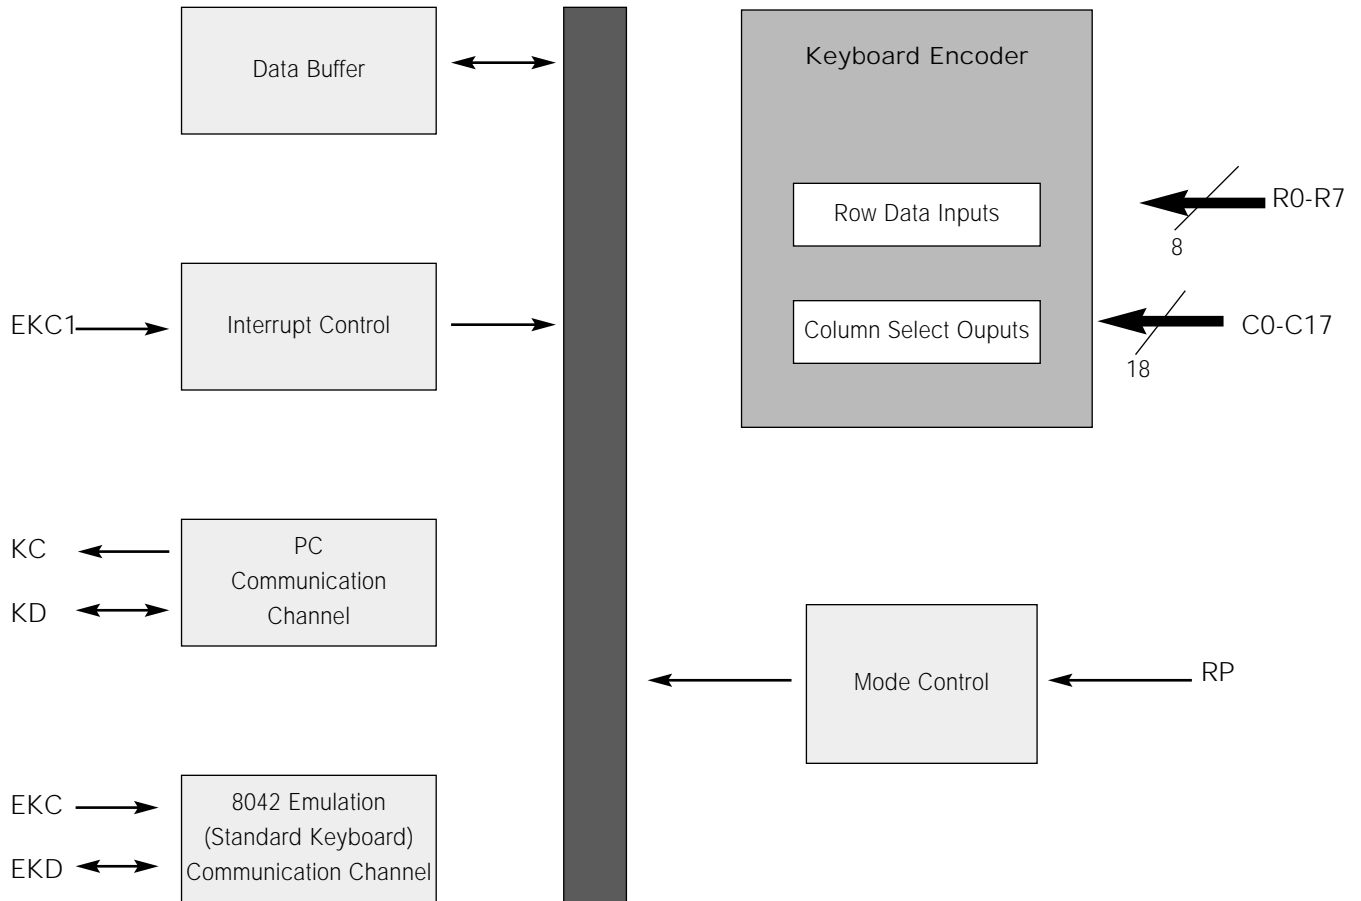 Data Buffer
Keyboard Encoder
Row Data Inputs
R0-R7
8
EKC1
Interrupt Control
Column Select Ouputs
C0-C17
18
KC
KD
PC
Communication
Channel
Mode Control
RP
EKC
EKD
8042 Emulation
(Standard Keyboard)
Communication Channel